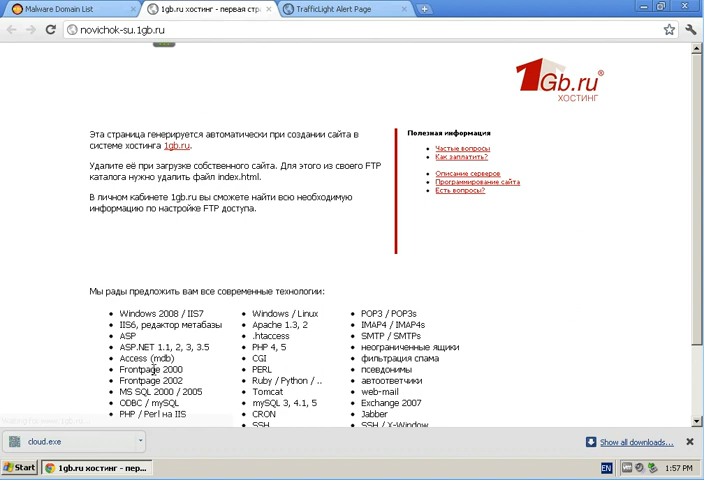 Malware Domain List
1gb.ru хостинг - первая стра
TrafficLight Alert Page
novichok-su.1gb.ru
1Gb.ru®
ХОСТИНГ
Эта страница генерируется автоматически при создании сайта в
системе хостинга 1gb.ru.
Удалите её при загрузке собственного сайта. Для этого из своего FTP
каталога нужно удалить файл index.html.
В личном кабинете 1gb.ru вы сможете найти всю необходимую
информацию по настройке FTP доступа.
Полезная информация
Частые вопросы
Как заплатить?
Описание серверов
Программирование сайта
Есть вопросы?
Мы рады предложить вам все современные технологии:
Windows 2008 / IIS7
IIS6, редактор метабазы
ASP
ASP.NET 1.1, 2, 3, 3.5
Access (mdb)
Frontpage 2000
Frontpage 2002
MS SQL 2000 / 2005
ODBC / mySQL
PHP / Perl на IIS
Windows / Linux
Apache 1.3, 2
.htaccess
PHP 4, 5
CGI
PERL
Ruby / Python / ..
Tomcat
mySQL 3, 4.1, 5
CRON
SSH
POP3 / POP3s
IMAP4 / IMAP4s
SMTP / SMTPs
неограниченные ящики
фильтрация спама
псевдонимы
автоответчики
web-mail
Exchange 2007
Jabber
SSH / X-Window
cloud.exe
Show all downloads...
Start
1gb.ru хостинг - пер...
EN
1:57 PM